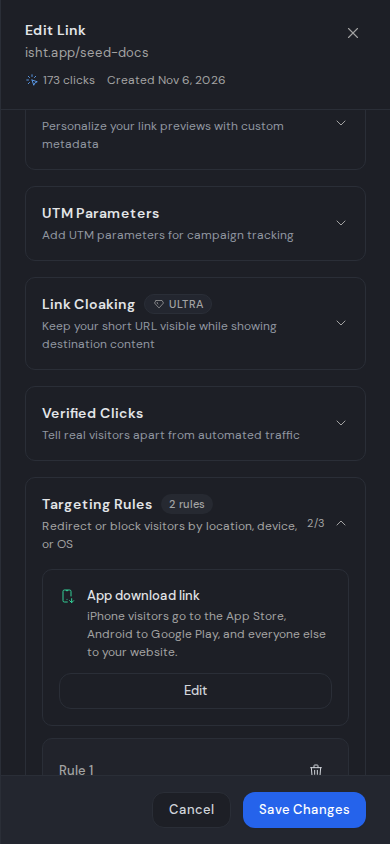 Edit Link
isht.app/seed-docs
173 clicks Created Nov 6, 2026
Personalize your link previews with custom
metadata
UTM Parameters
Add UTM parameters for campaign tracking
Link Cloaking ULTRA
Keep your short URL visible while showing
destination content
Verified Clicks
Tell real visitors apart from automated traffic
Targeting Rules 2 rules
Redirect or block visitors by location, device, 2/3
or OS
App download link
iPhone visitors go to the App Store,
Android to Google Play, and everyone else
to your website.
Edit
Rule 1
Cancel Save Changes